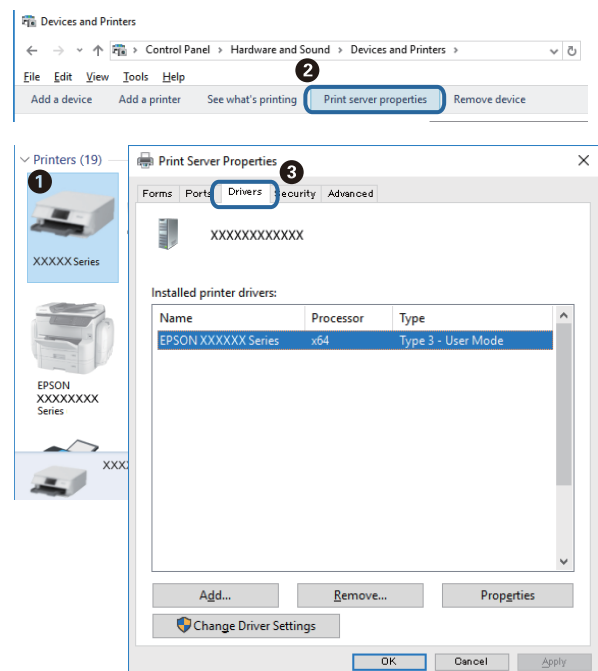 Devices and Printers
Control Panel > Hardware and Sound > Devices and Printers >
2
File Edit View Tools Help
Add a device Add a printer See what's printing Print server properties Remove device
Printers (19)
1
XXXXX Series
EPSON
XXXXXXXX
Series
XXXX
Print Server Properties
3
Forms Ports Drivers Security Advanced
XXXXXXXXXXXX
Installed printer drivers:
Name Processor Type
EPSON XXXXXX Series x64 Type 3 - User Mode
Add... Remove... Properties
Change Driver Settings
OK Cancel Apply